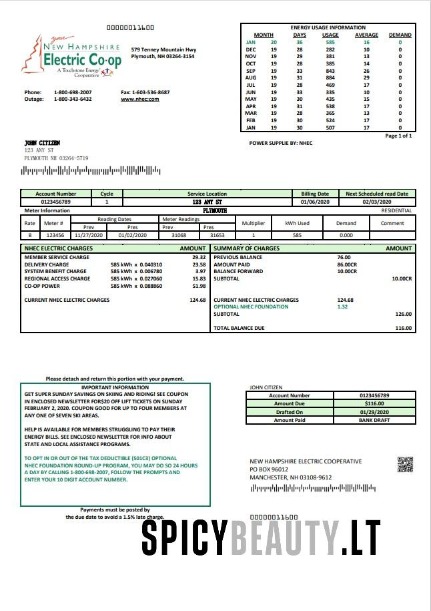 00000011600
your
NEW HAMPSHIRE
Electric Co-op
A Touchstone Energy Cooperative
579 Tenney Mountain Hwy
Plymouth, NM 03264-3154
Phone: 1-800-698-2007 Fax: 1-603-536-8687
Outage: 1-800-343-6432 www.nhec.com
ENERGY USAGE INFORMATION
MONTH DAYS USAGE AVERAGE DEMAND
JAN 20 36 585 16 0
DEC 19 28 282 10 0
NOV 19 29 381 13 0
OCT 19 28 385 14 0
SEP 19 33 843 26 0
AUG 19 31 884 29 0
JUL 19 28 469 17 0
JUN 19 33 335 10 0
MAY 19 30 435 15 0
APR 19 31 538 17 0
MAR 19 28 365 13 0
FEB 19 30 524 17 0
JAN 19 30 507 17 0
Page 1 of 1
POWER SUPPLIE BY: NHEC
JOHN CITIZEN
123 ANY ST
PLYMOUTH NH 03264-5719
Account Number Cycle Service Location Billing Date Next Scheduled read Date
0123456789 1 123 ANY ST 01/06/2020 02/03/2020
Meter Information PLYMOUTH RESIDENTIAL
Rate Meter # Reading Dates Meter Readings Multiplier kWh Used Demand Comment
Prev Pres Prev Pres
B 123456 11/27/2020 01/02/2020 31068 31653 1 585 0.000
NHEC ELECTRIC CHARGES AMOUNT
MEMBER SERVICE CHARGE 29.32
DELIVERY CHARGE 585 kWh x 0.040310 23.58
SYSTEM BENEFIT CHARGE 585 kWh x 0.006780 3.97
REGIONAL ACCESS CHARGE 585 kWh x 0.027060 15.83
CO-OP POWER 585 kWh x 0.088860 51.98
CURRENT NHEC ELECTRIC CHARGES 124.68
SUMMARY OF CHARGES AMOUNT
PREVIOUS BALANCE 76.00
AMOUNT PAID 86.00CR
BALANCE FORWARD 10.00CR
SUBTOTAL 10.00CR
CURRENT NHEC ELECTRIC CHARGES 124.68
OPTIONAL NHEC FOUNDATION 1.32
SUBTOTAL 126.00
TOTAL BALANCE DUE 116.00
Please detach and return this portion with your payment.
IMPORTANT INFORMATION
GET SUPER SUNDAY SAVINGS ON SKIING AND RIDING! SEE COUPON
IN ENCLOSED NEWSLETTER FOR$20 OFF LIFT TICKETS ON SUNDAY
FEBRUARY 2, 2020. COUPON GOOD FOR UP TO FOUR MEMBERS AT
ANY ONE OF SEVEN SKI AREAS.
HELP IS AVAILABLE FOR MEMBERS STRUGGLING TO PAY THEIR
ENERGY BILLS. SEE ENCLOSED NEWSLETTER FOR INFO ABOUT
STATE AND LOCAL ASSISTANCE PROGRAMS.
TO OPT IN OR OUT OF THE TAX DEDUCTIBLE (501C3) OPTIONAL
NHEC FOUNDATION ROUND-UP PROGRAM, YOU MAY DO SO 24 HOURS
A DAY BY CALLING 1-800-698-2007, FOLLOW THE PROMPTS AND
ENTER YOUR 10 DIGIT ACCOUNT NUMBER.
Payments must be posted by
the due date to avoid a 1.5% late charge.
JOHN CITIZEN
Account Number 0123456789
Amount Due $116.00
Drafted On 01/29/2020
Amount Paid BANK DRAFT
NEW HAMPSHIRE ELECTRIC COOPERATIVE
PO BOX 96012
MANCHESTER, NH 03108-9612
00000011600
SPICYBEAUTY.LT